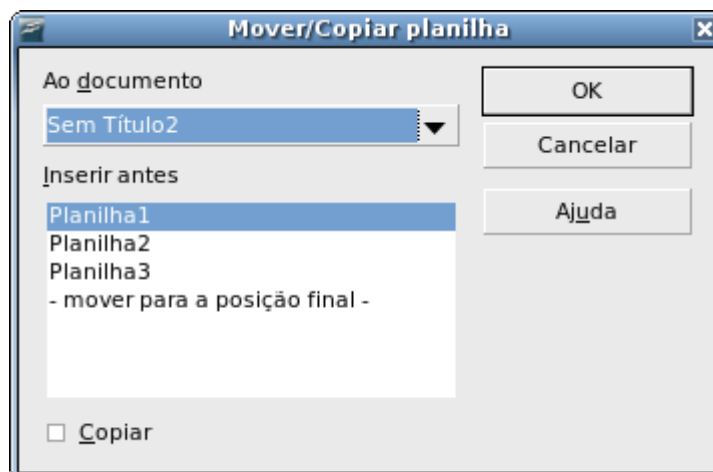 Mover/Copiar planilha
Ao documento
OK
Sem Título2
Cancelar
Inserir antes
Ajuda
Planilha1
Planilha2
Planilha3
- mover para a posição final -
Copiar